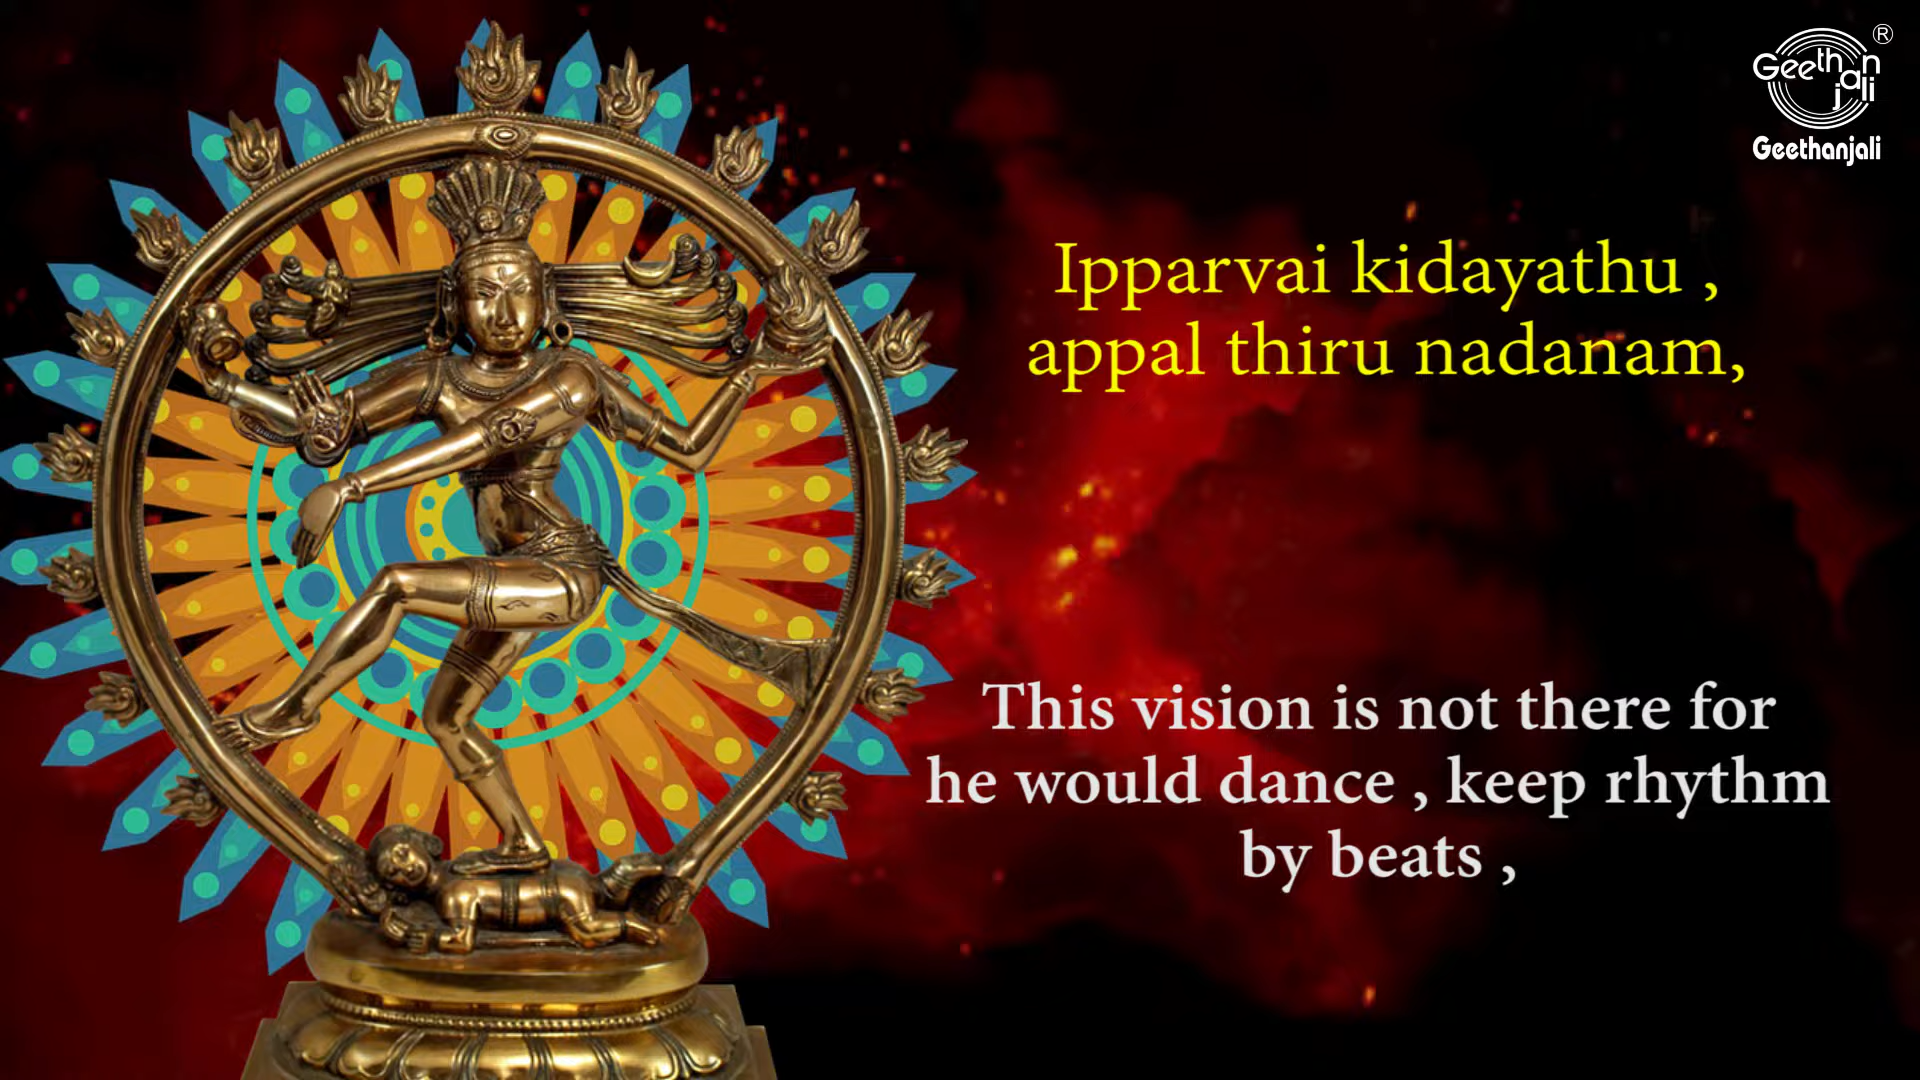 Geethanjali ®
Geethanjali
Ipparvai kidayathu ,
appal thiru nadanam,
This vision is not there for
he would dance , keep rhythm
by beats ,